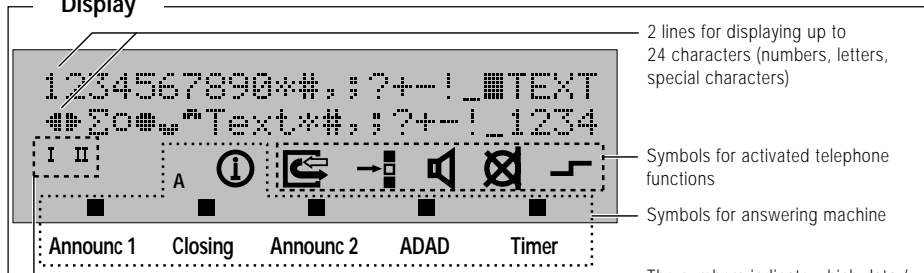 Display
2 lines for displaying up to
24 characters (numbers, letters,
special characters)
1234567890*#,;?+-!_▓TEXT
Text*#,;?+-!_1234
I II
A
Symbols for activated telephone
functions
Symbols for answering machine
Announc 1 Closing Announc 2 ADAD Timer